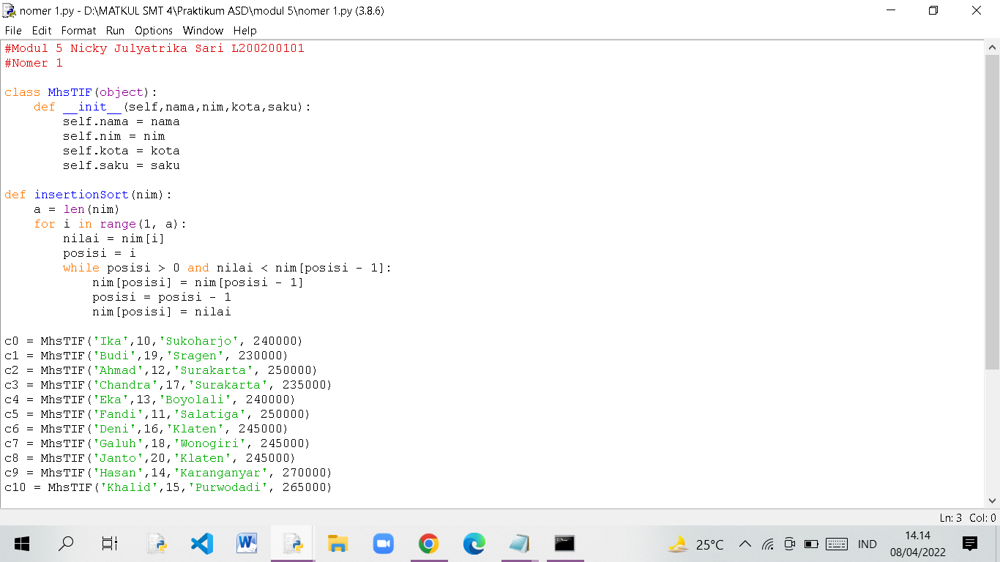 nomer 1.py - D:\MATKUL SMT 4\Praktikum ASD\modul 5\nomer 1.py (3.8.6)
File Edit Format Run Options Window Help
#Modul 5 Nicky Julyatrika Sari L200200101
#Nomer 1
class MhsTIF(object):
    def __init__(self,nama,nim,kota,saku):
        self.nama = nama
        self.nim = nim
        self.kota = kota
        self.saku = saku
def insertionSort(nim):
    a = len(nim)
    for i in range(1, a):
        nilai = nim[i]
        posisi = i
        while posisi > 0 and nilai < nim[posisi - 1]:
            nim[posisi] = nim[posisi - 1]
            posisi = posisi - 1
            nim[posisi] = nilai
c0 = MhsTIF('Ika',10,'Sukoharjo', 240000)
c1 = MhsTIF('Budi',19,'Sragen', 230000)
c2 = MhsTIF('Ahmad',12,'Surakarta', 250000)
c3 = MhsTIF('Chandra',17,'Surakarta', 235000)
c4 = MhsTIF('Eka',13,'Boyolali', 240000)
c5 = MhsTIF('Fandi',11,'Salatiga', 250000)
c6 = MhsTIF('Deni',16,'Klaten', 245000)
c7 = MhsTIF('Galuh',18,'Wonogiri', 245000)
c8 = MhsTIF('Janto',20,'Klaten', 245000)
c9 = MhsTIF('Hasan',14,'Karanganyar', 270000)
c10 = MhsTIF('Khalid',15,'Purwodadi', 265000)
Ln: 3 Col: 0
25°C IND 14.14
08/04/2022